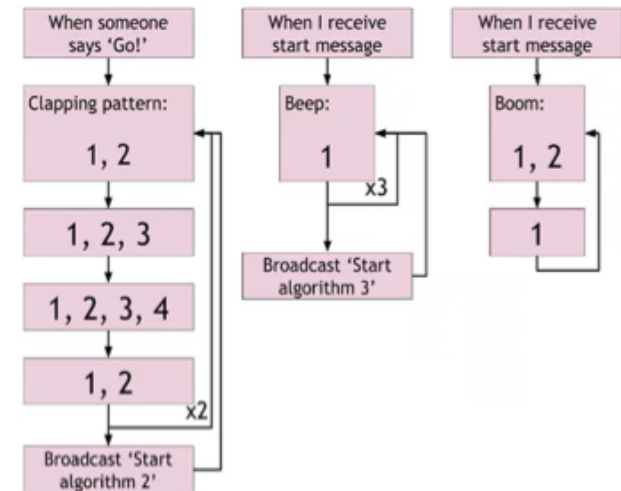 When someone
says ‘Go!’
Clapping pattern:
1, 2
1, 2, 3
1, 2, 3, 4
1, 2
x2
Broadcast ‘Start
algorithm 2’
When I receive
start message
Beep:
1
x3
Broadcast ‘Start
algorithm 3’
When I receive
start message
Boom:
1, 2
1